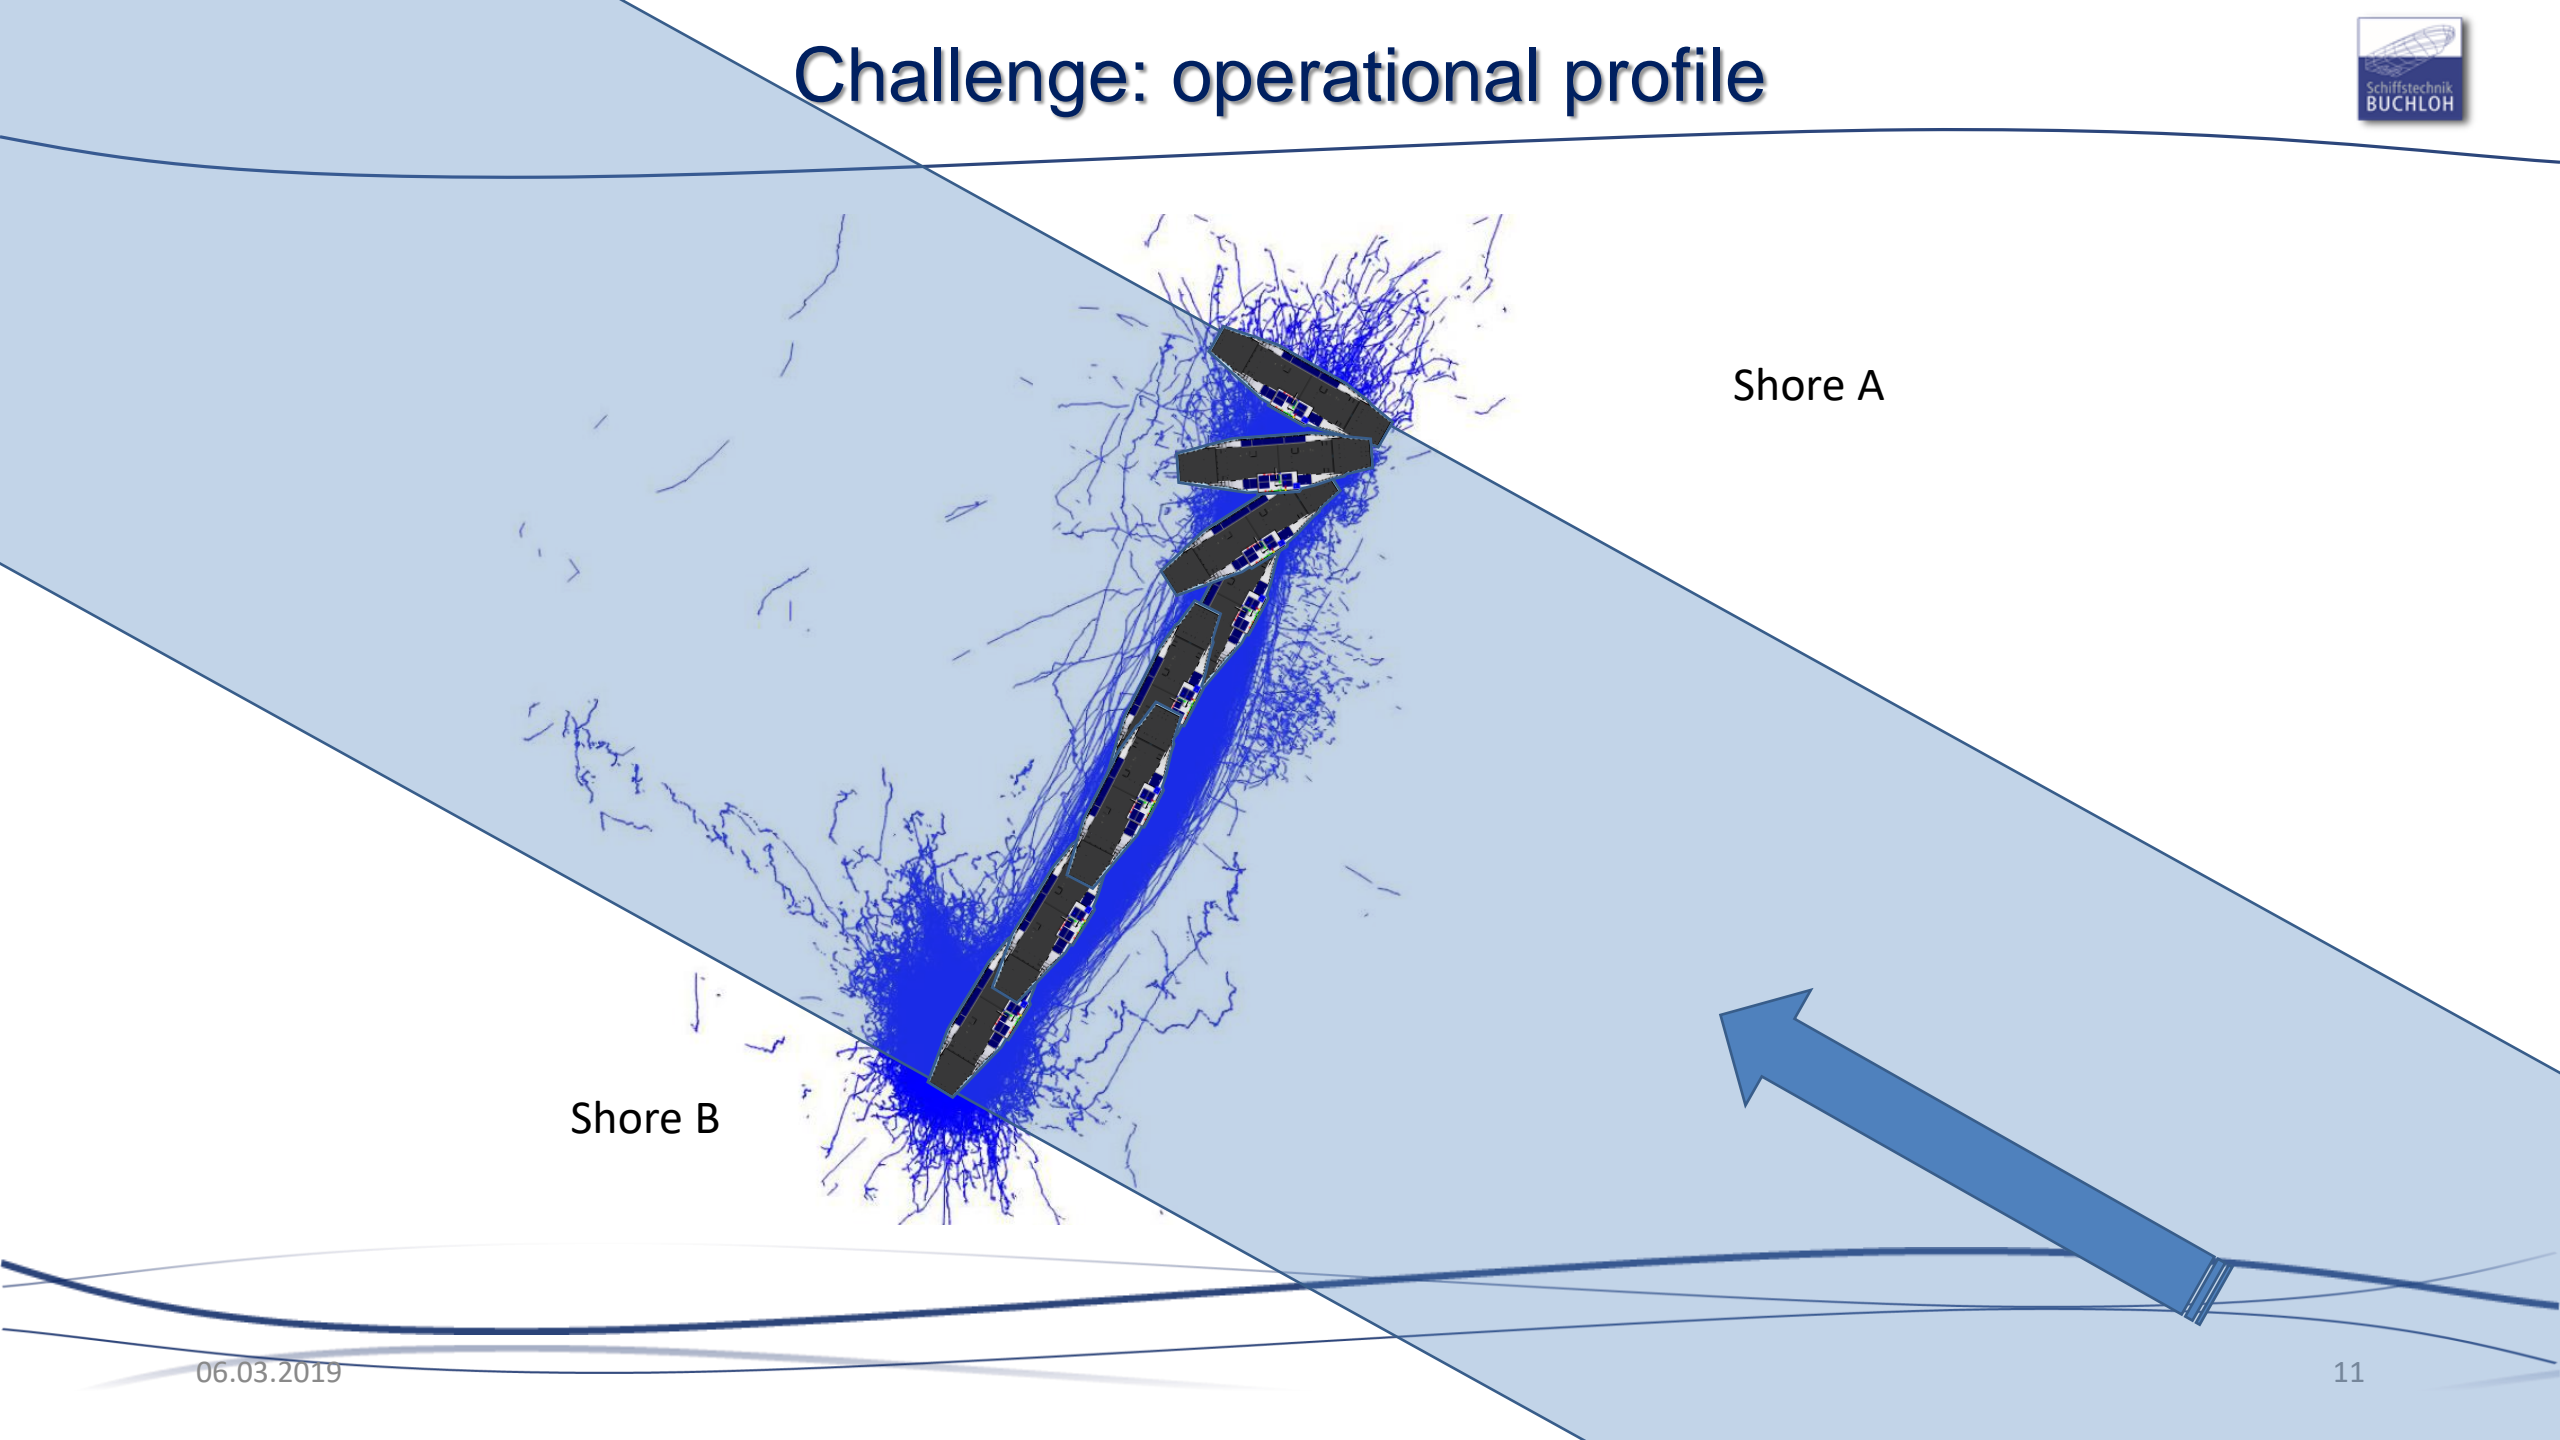 Challenge: operational profile
Schiffstechnik
BUCHLOH
Shore A
Shore B
06.03.2019
11